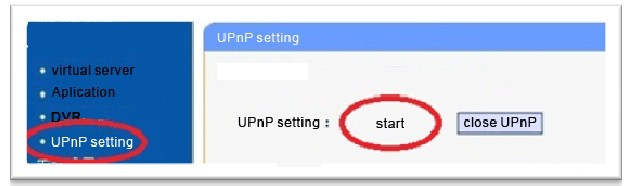 UPnP setting
virtual server
Aplication
DVR
UPnP setting
UPnP setting : start close UPnP